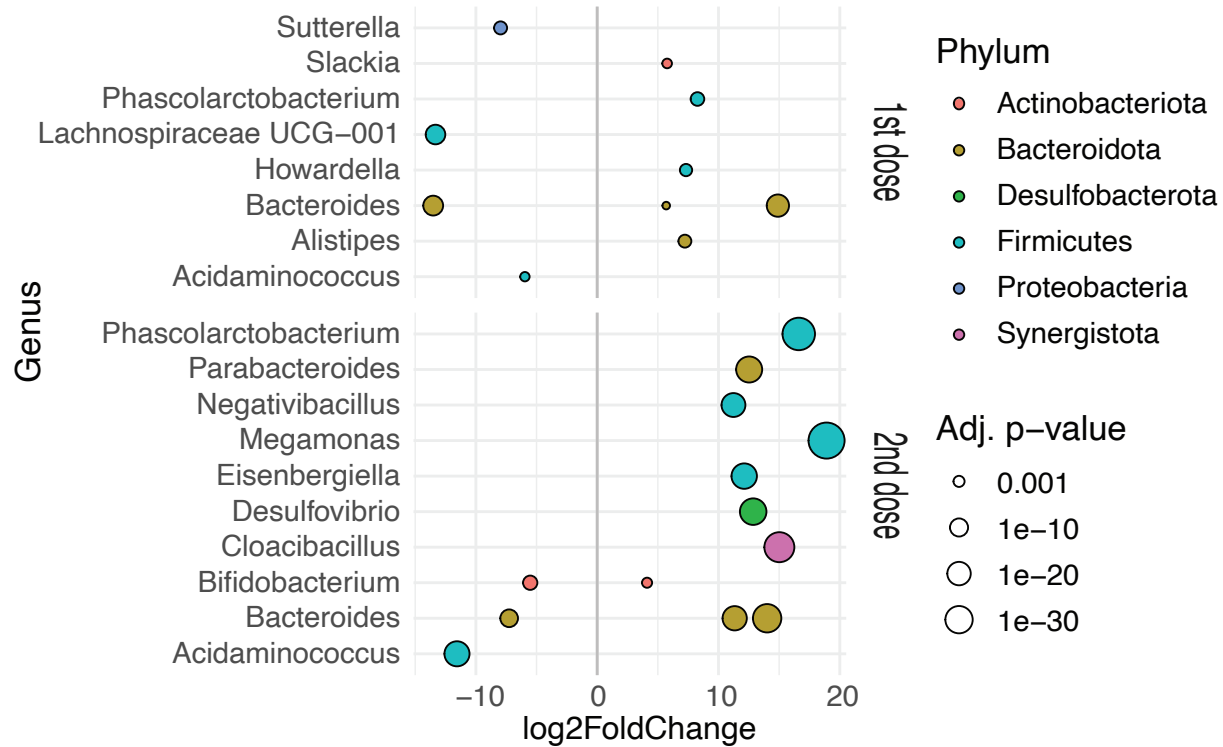 Genus
Sutterella
Slackia
Phascolarctobacterium
Lachnospiraceae UCG−001
Howardella
Bacteroides
Alistipes
Acidaminococcus
1st dose
Phascolarctobacterium
Parabacteroides
Negativibacillus
Megamonas
Eisenbergiella
Desulfovibrio
Cloacibacillus
Bifidobacterium
Bacteroides
Acidaminococcus
2nd dose
−10 0 10 20
log2FoldChange
Phylum
Actinobacteriota
Bacteroidota
Desulfobacterota
Firmicutes
Proteobacteria
Synergistota
Adj. p−value
0.001
1e−10
1e−20
1e−30